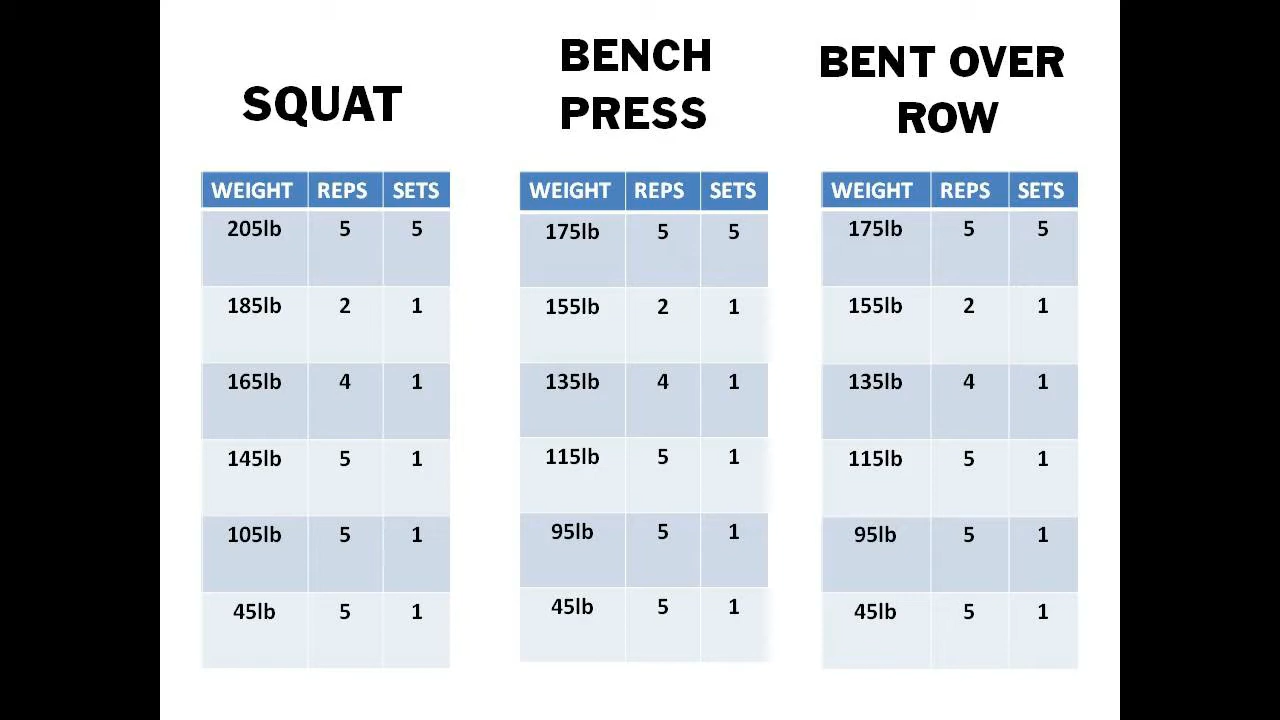 SQUAT
WEIGHT REPS SETS
205lb 5 5
185lb 2 1
165lb 4 1
145lb 5 1
105lb 5 1
45lb 5 1
BENCH
PRESS
WEIGHT REPS SETS
175lb 5 5
155lb 2 1
135lb 4 1
115lb 5 1
95lb 5 1
45lb 5 1
BENT OVER
ROW
WEIGHT REPS SETS
175lb 5 5
155lb 2 1
135lb 4 1
115lb 5 1
95lb 5 1
45lb 5 1